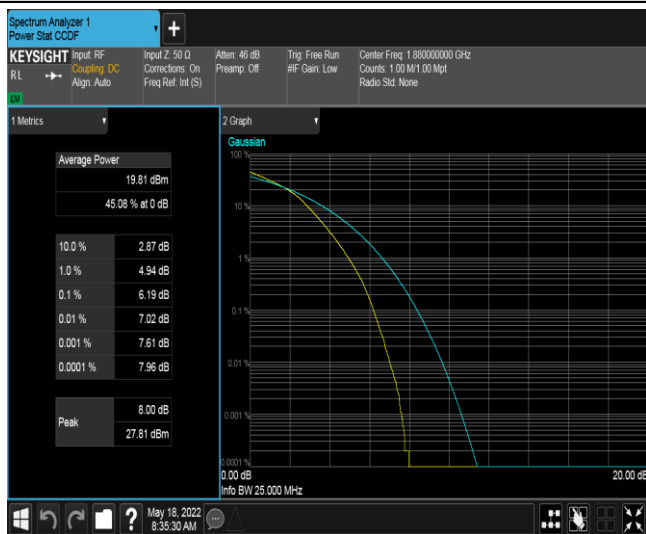 Spectrum Analyzer 1
Power Stat CCDF
+
KEYSIGHT Input: RF Input Z: 50 Ω Atten: 46 dB Trig: Free Run Center Freq: 1.880000000 GHz
RL Coupling: DC Corrections: On Preamp: Off #IF Gain: Low Counts: 1.00 M/1.00 Mpt
Align: Auto Freq Ref: Int (S) Radio Std: None
1 Metrics
Average Power
19.81 dBm
45.08 % at 0 dB
10.0 % 2.87 dB
1.0 % 4.94 dB
0.1 % 6.19 dB
0.01 % 7.02 dB
0.001 % 7.61 dB
0.0001 % 7.96 dB
Peak 8.00 dB
27.81 dBm
2 Graph
Gaussian
100 %
10 %
1 %
0.1 %
0.01 %
0.001 %
0.0001 %
0.00 dB 20.00 dB
Info BW 25.000 MHz
? May 18, 2022
8:35:30 AM